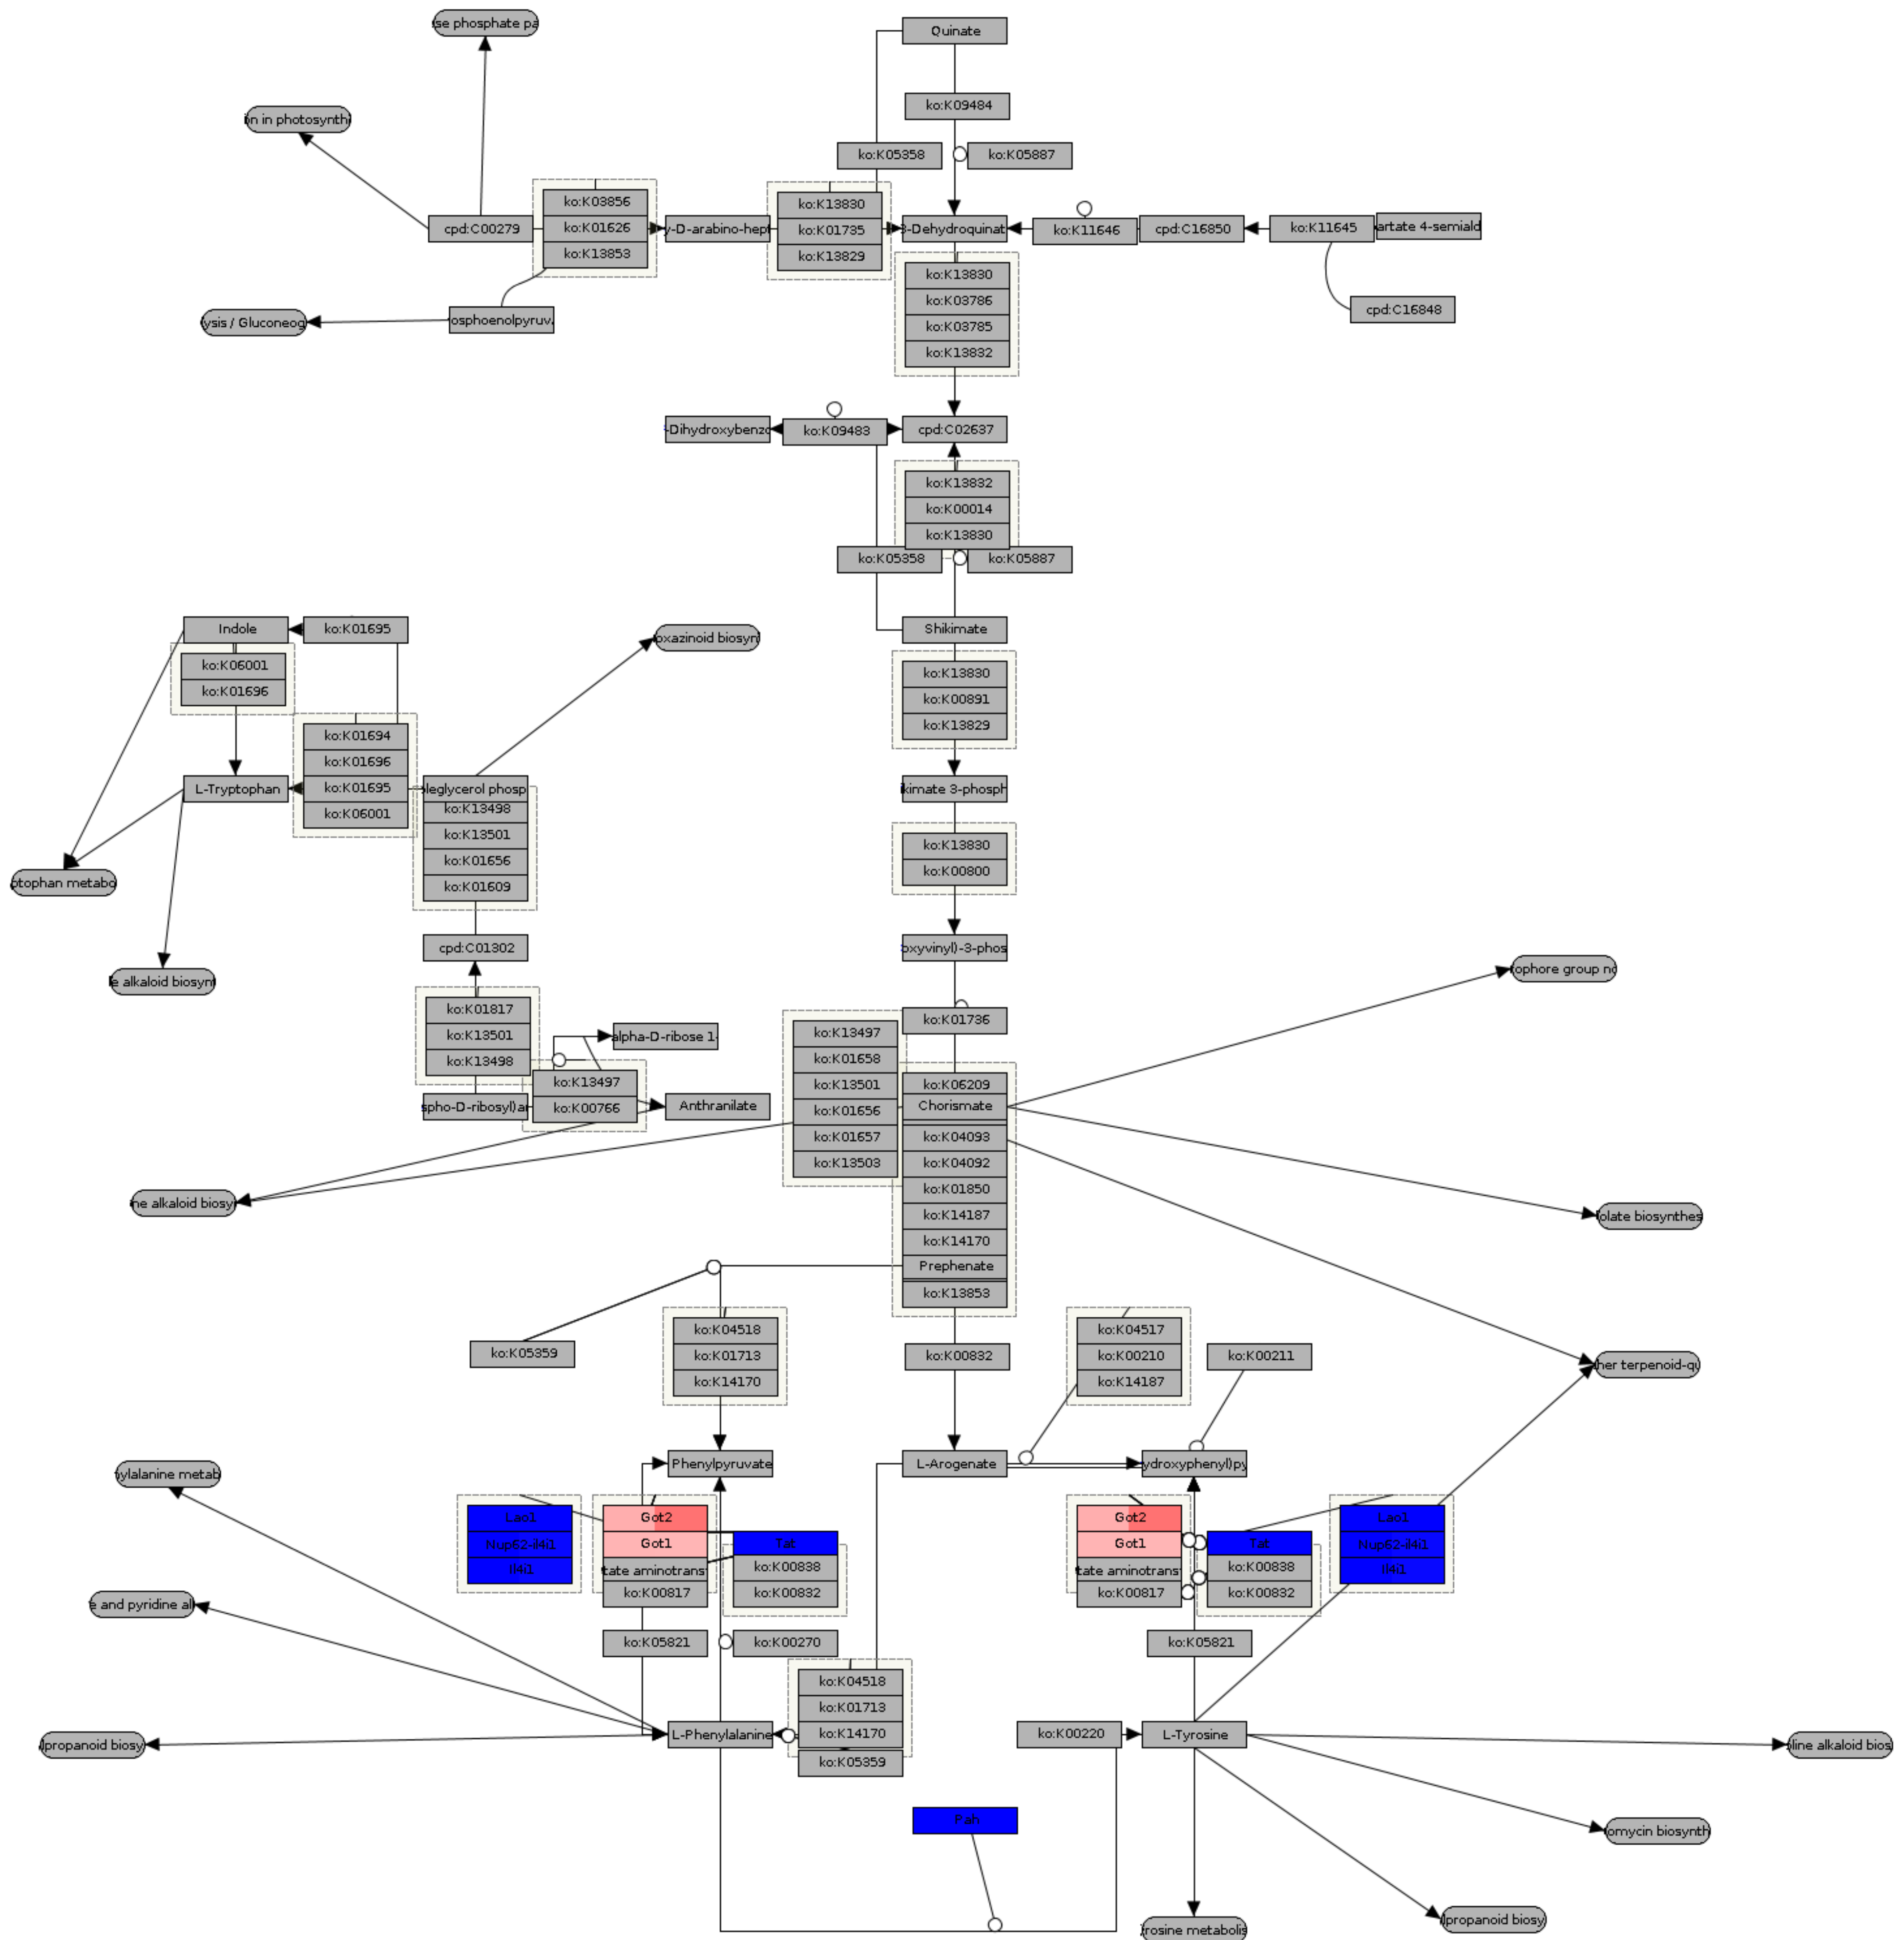 se phosphate pa
Quinate
ko:K09484
on in photosynth
ko:K05358
ko:K05887
ko:K03856
ko:K01626
ko:K13853
ko:K13830
ko:K01735
ko:K13829
cpd:C00279
y-D-arabino-hept
3-Dehydroquinat
ko:K11646
cpd:C16850
ko:K11645
artate 4-semiald
ko:K13830
ko:K03786
ko:K03785
ko:K13832
cpd:C16848
ysis / Gluconeog
osphoenolpyruv
-Dihydroxybenzo
ko:K09483
cpd:C02637
ko:K13832
ko:K00014
ko:K13830
ko:K05358
ko:K05887
Indole
ko:K01695
oxazinoid biosyn
Shikimate
ko:K06001
ko:K01696
ko:K13830
ko:K00891
ko:K13829
ko:K01694
ko:K01696
ko:K01695
ko:K06001
L-Tryptophan
leglycerol phosp
ko:K13498
ko:K13501
ko:K01656
ko:K01609
kimate 3-phosph
ko:K13830
ko:K00800
ptophan metabo
cpd:C01302
oxyvinyl)-3-phos
e alkaloid biosynt
ophore group no
ko:K01817
ko:K13501
ko:K13498
alpha-D-ribose 1-
ko:K01736
ko:K13497
ko:K01658
ko:K13501
ko:K01656
ko:K01657
ko:K13503
ko:K13497
ko:K00766
spho-D-ribosyl)an
Anthranilate
ko:K06209
Chorismate
ko:K04093
ko:K04092
ko:K01850
ko:K14187
ko:K14170
Prephenate
ko:K13853
ne alkaloid biosy
olate biosynthes
ko:K05359
ko:K04518
ko:K01713
ko:K14170
ko:K00832
ko:K04517
ko:K00210
ko:K14187
ko:K00211
her terpenoid-qu
ylalanine metab
Phenylpyruvate
L-Arogenate
ydroxyphenyl)py
Lao1
Nup62-il4i1
Il4i1
Got2
Got1
tate aminotrans
ko:K00817
Tat
ko:K00838
ko:K00832
Got2
Got1
tate aminotrans
ko:K00817
Tat
ko:K00838
ko:K00832
Lao1
Nup62-il4i1
Il4i1
e and pyridine al
ko:K05821
ko:K00270
ko:K05821
ko:K04518
ko:K01713
ko:K14170
ko:K05359
lpropanoid biosy
L-Phenylalanine
ko:K00220
L-Tyrosine
line alkaloid bios
Pah
omycin biosynth
lpropanoid biosy
rosine metabolis